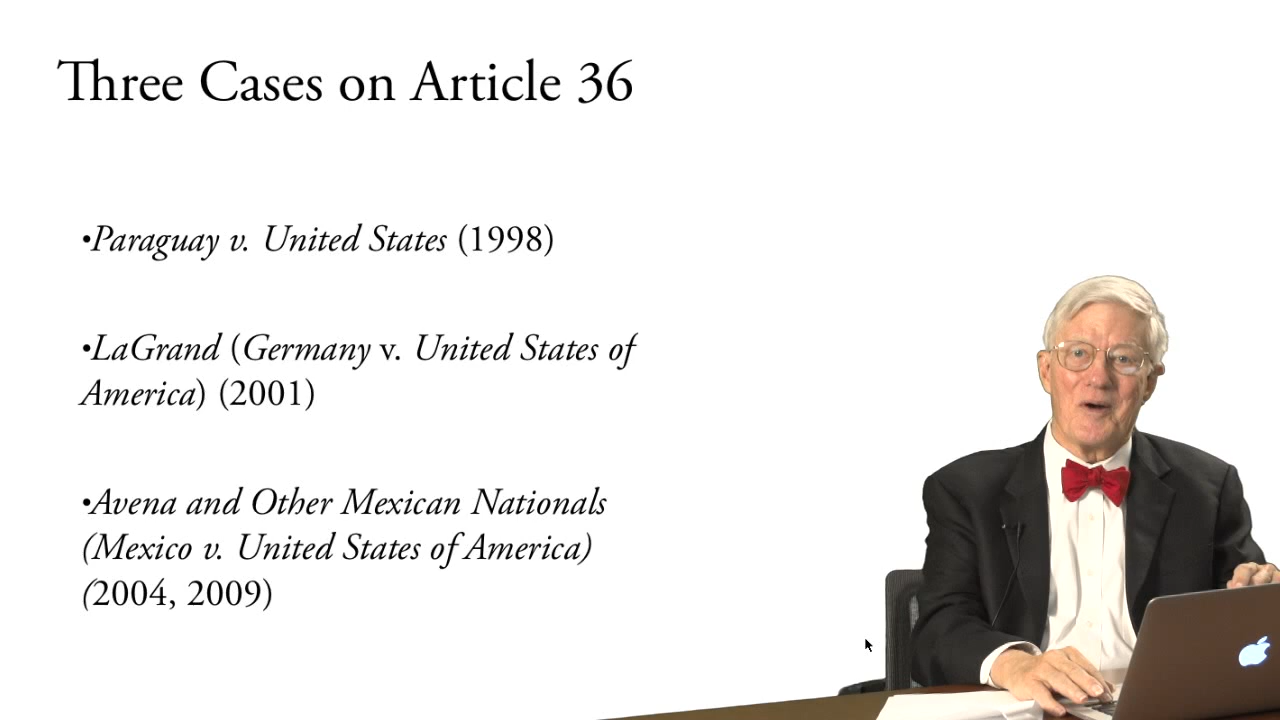 Three Cases on Article 36
•Paraguay v. United States (1998)
•LaGrand (Germany v. United States of
America) (2001)
•Avena and Other Mexican Nationals
(Mexico v. United States of America)
(2004, 2009)